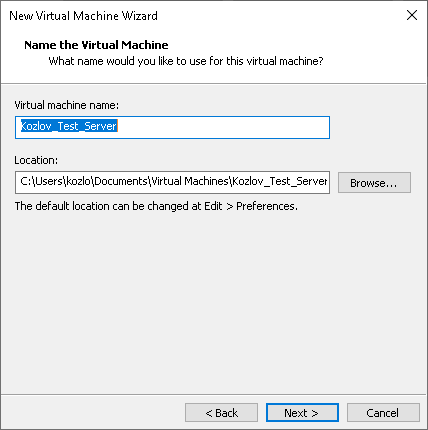 New Virtual Machine Wizard
Name the Virtual Machine
What name would you like to use for this virtual machine?
Virtual machine name:
Kozlov_Test_Server
Location:
C:\Users\kozlo\Documents\Virtual Machines\Kozlov_Test_Server
Browse...
The default location can be changed at Edit > Preferences.
< Back
Next >
Cancel